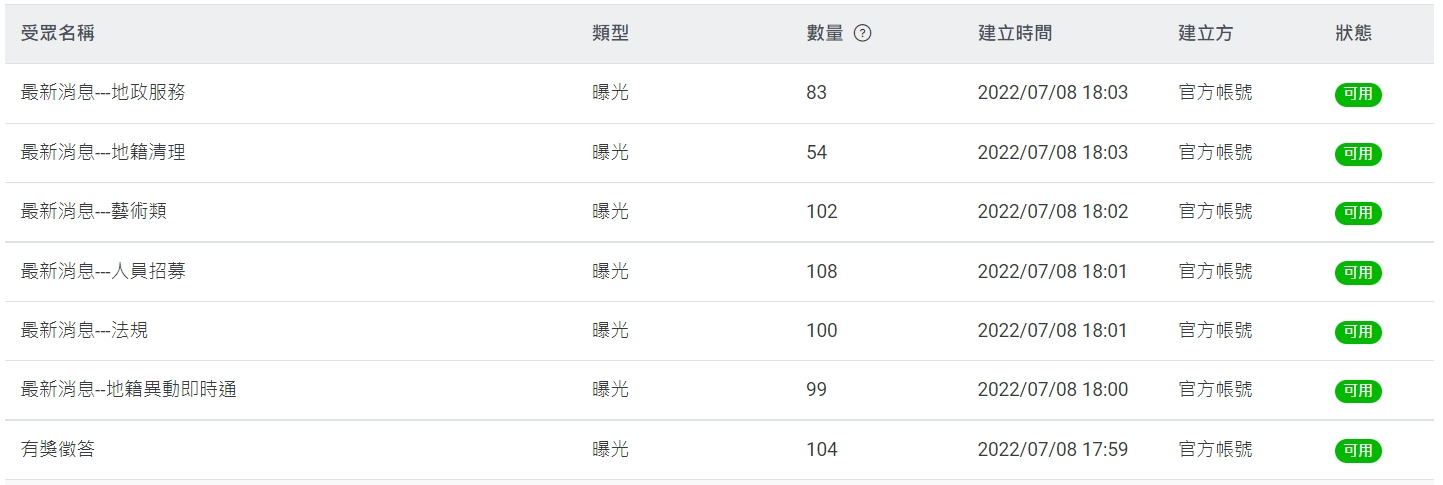 受眾名稱 類型 數量 ? 建立時間 建立方 狀態
最新消息---地政服務 曝光 83 2022/07/08 18:03 官方帳號 可用
最新消息---地籍清理 曝光 54 2022/07/08 18:03 官方帳號 可用
最新消息---藝術類 曝光 102 2022/07/08 18:02 官方帳號 可用
最新消息---人員招募 曝光 108 2022/07/08 18:01 官方帳號 可用
最新消息---法規 曝光 100 2022/07/08 18:01 官方帳號 可用
最新消息--地籍異動即時通 曝光 99 2022/07/08 18:00 官方帳號 可用
有獎徵答 曝光 104 2022/07/08 17:59 官方帳號 可用